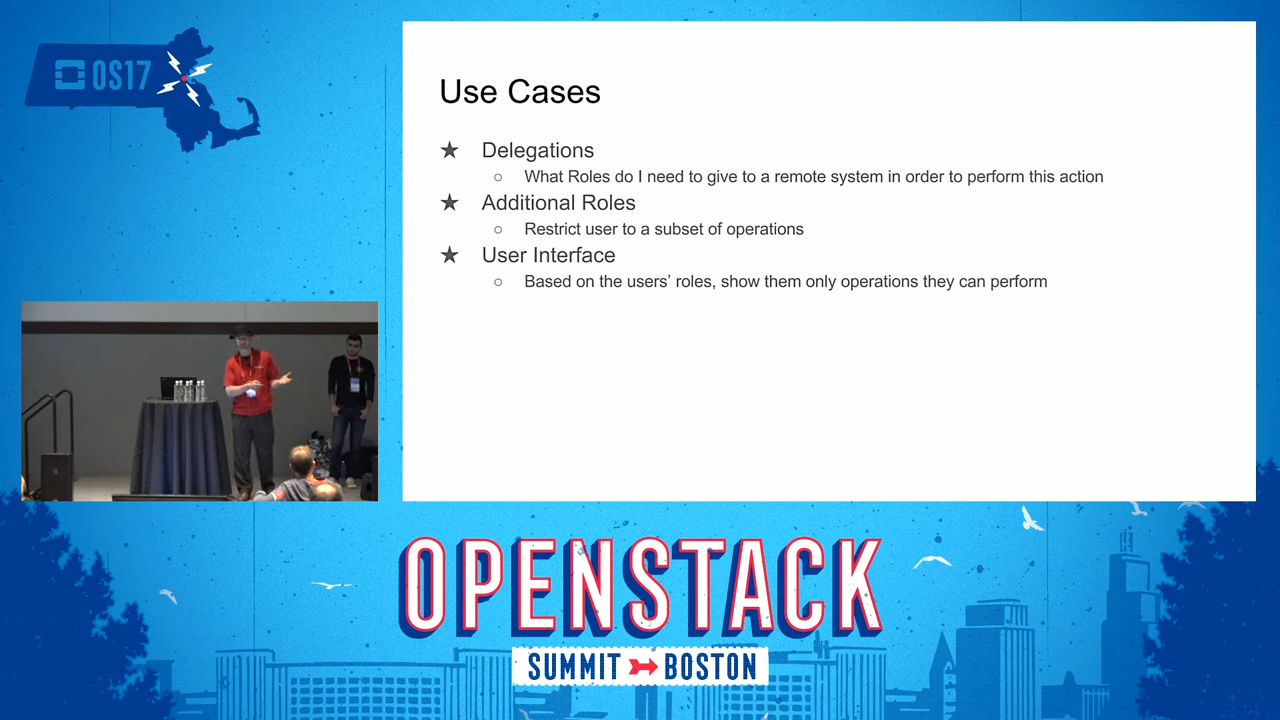 OS17
Use Cases
★ Delegations
○ What Roles do I need to give to a remote system in order to perform this action
★ Additional Roles
○ Restrict user to a subset of operations
★ User Interface
○ Based on the users’ roles, show them only operations they can perform
OPENSTACK
SUMMIT BOSTON